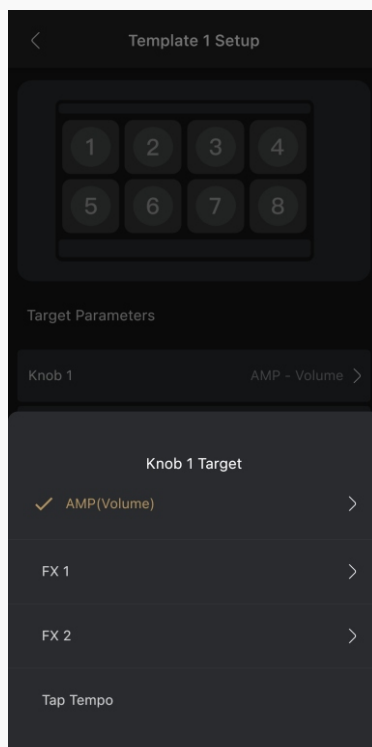 Template 1 Setup
1 2 3 4
5 6 7 8
Target Parameters
Knob 1 AMP - Volume
Knob 1 Target
AMP(Volume)
FX 1
FX 2
Tap Tempo